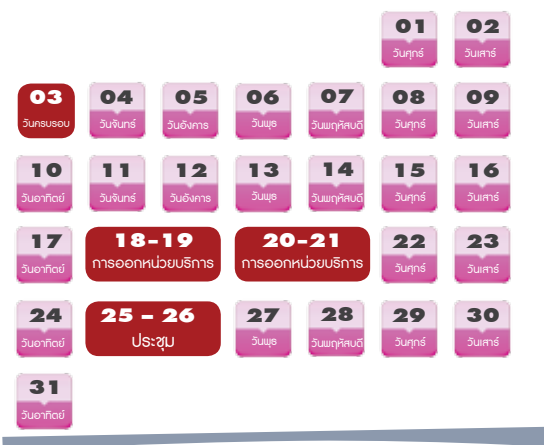 01 02
วันศุกร์ วันเสาร์
03 04 05 06 07 08 09
วันครบรอบ วันจันทร์ วันอังคาร วันพุธ วันพฤหัสบดี วันศุกร์ วันเสาร์
10 11 12 13 14 15 16
วันอาทิตย์ วันจันทร์ วันอังคาร วันพุธ วันพฤหัสบดี วันศุกร์ วันเสาร์
17 18-19 20-21 22 23
วันอาทิตย์ การออกหน่วยบริการ การออกหน่วยบริการ วันศุกร์ วันเสาร์
24 25 - 26 27 28 29 30
วันอาทิตย์ ประชุม วันพุธ วันพฤหัสบดี วันศุกร์ วันเสาร์
31
วันอาทิตย์